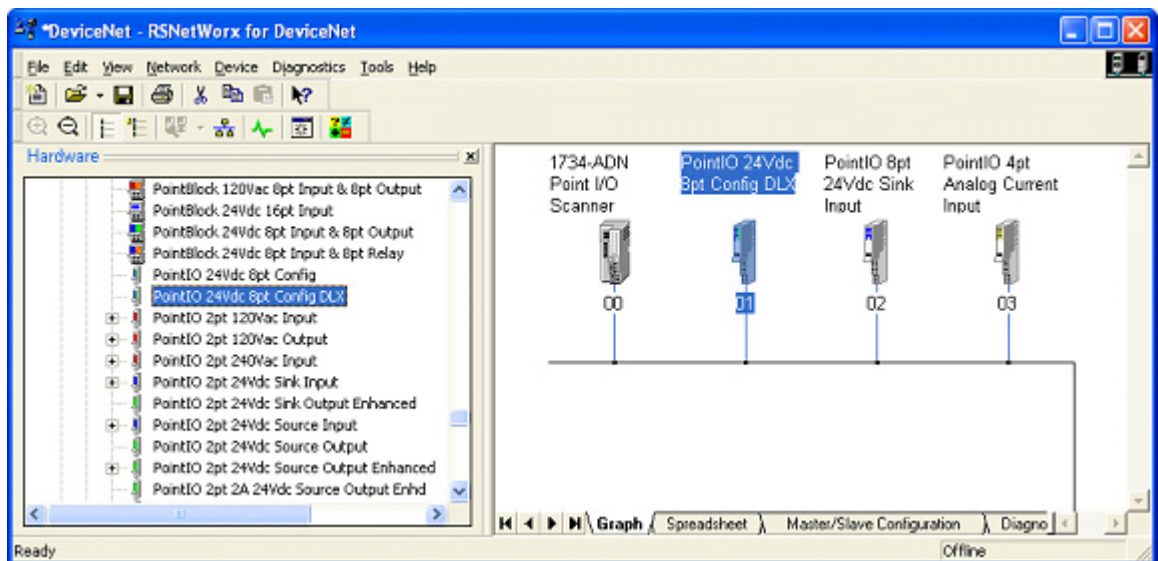 *DeviceNet - RSNetWorx for DeviceNet
File Edit View Network Device Diagnostics Tools Help
Hardware
PointBlock 120Vac 8pt Input & 8pt Output
PointBlock 24Vdc 16pt Input
PointBlock 24Vdc 8pt Input & 8pt Output
PointBlock 24Vdc 8pt Input & 8pt Relay
PointIO 24Vdc 8pt Config
PointIO 24Vdc 8pt Config DLX
PointIO 2pt 120Vac Input
PointIO 2pt 120Vac Output
PointIO 2pt 240Vac Input
PointIO 2pt 24Vdc Sink Input
PointIO 2pt 24Vdc Sink Output Enhanced
PointIO 2pt 24Vdc Source Input
PointIO 2pt 24Vdc Source Output
PointIO 2pt 24Vdc Source Output Enhanced
PointIO 2pt 2A 24Vdc Source Output Enhd
1734-ADN
Point I/O
Scanner
00
PointIO 24Vdc
8pt Config DLX
01
PointIO 8pt
24Vdc Sink
Input
02
PointIO 4pt
Analog Current
Input
03
Graph Spreadsheet Master/Slave Configuration Diagno
Ready Offline